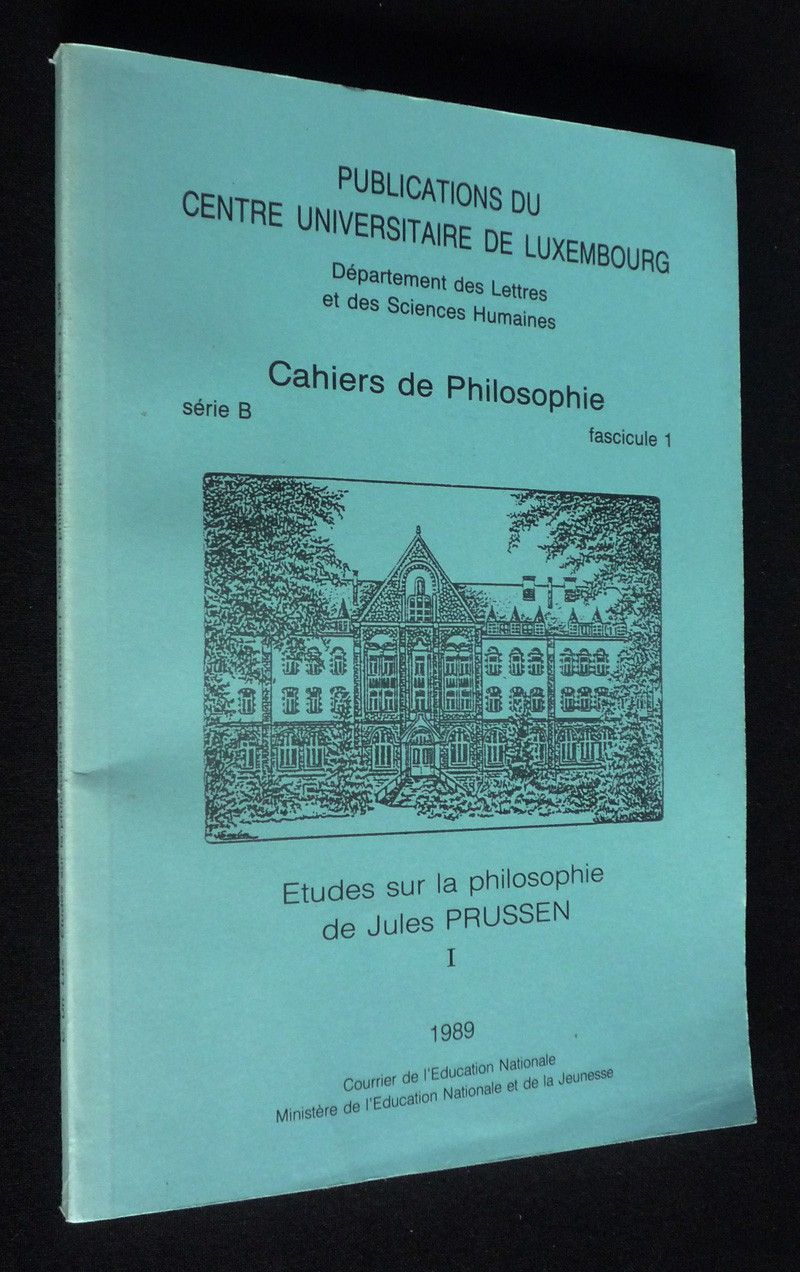 PUBLICATIONS DU
CENTRE UNIVERSITAIRE DE LUXEMBOURG
Département des Lettres
et des Sciences Humaines
Cahiers de Philosophie
série B
fascicule 1
Etudes sur la philosophie
de Jules PRUSSEN
I
1989
Courrier de l'Education Nationale
Ministère de l'Education Nationale et de la Jeunesse